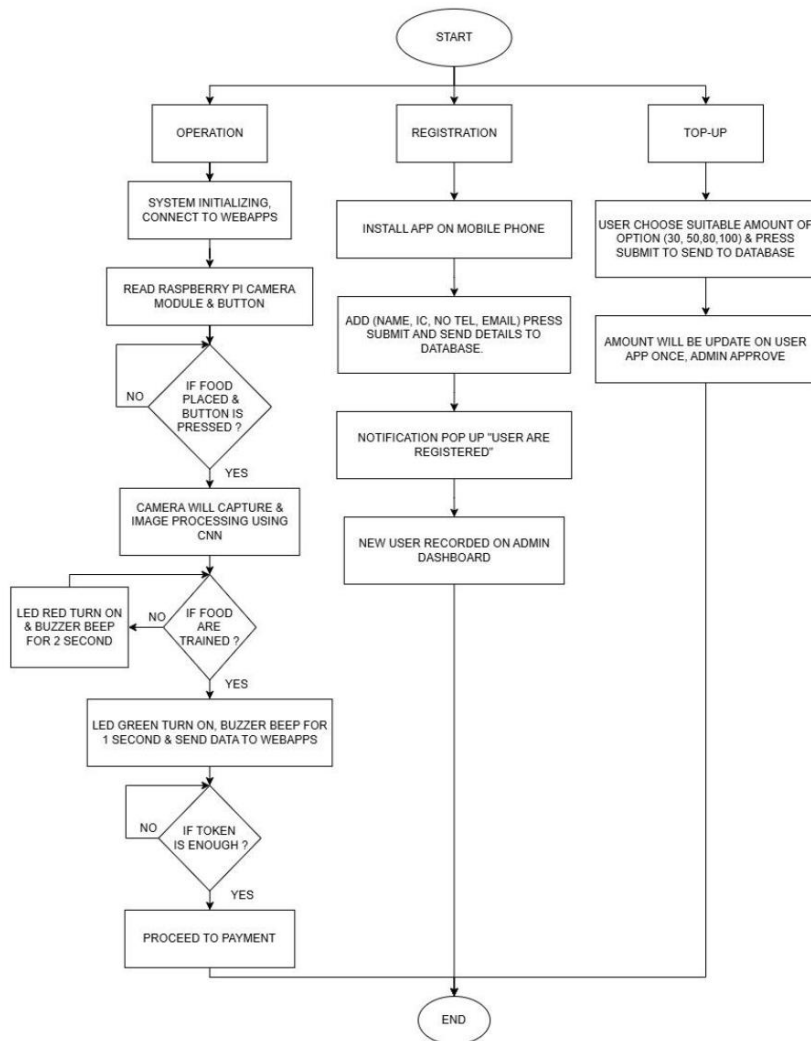 START
OPERATION
REGISTRATION
TOP-UP
SYSTEM INITIALIZING,
CONNECT TO WEBAPPS
INSTALL APP ON MOBILE PHONE
USER CHOOSE SUITABLE AMOUNT OF
OPTION (30, 50,80,100) & PRESS
SUBMIT TO SEND TO DATABASE
READ RASPBERRY PI CAMERA
MODULE & BUTTON
ADD (NAME, IC, NO TEL, EMAIL) PRESS
SUBMIT AND SEND DETAILS TO
DATABASE.
AMOUNT WILL BE UPDATE ON USER
APP ONCE, ADMIN APPROVE
NO
IF FOOD
PLACED &
BUTTON IS
PRESSED ?
NOTIFICATION POP UP "USER ARE
REGISTERED"
YES
CAMERA WILL CAPTURE &
IMAGE PROCESSING USING
CNN
NEW USER RECORDED ON ADMIN
DASHBOARD
LED RED TURN ON
& BUZZER BEEP
FOR 2 SECOND
NO
IF FOOD
ARE
TRAINED ?
YES
LED GREEN TURN ON, BUZZER BEEP FOR
1 SECOND & SEND DATA TO WEBAPPS
NO
IF TOKEN
IS ENOUGH ?
YES
PROCEED TO PAYMENT
END